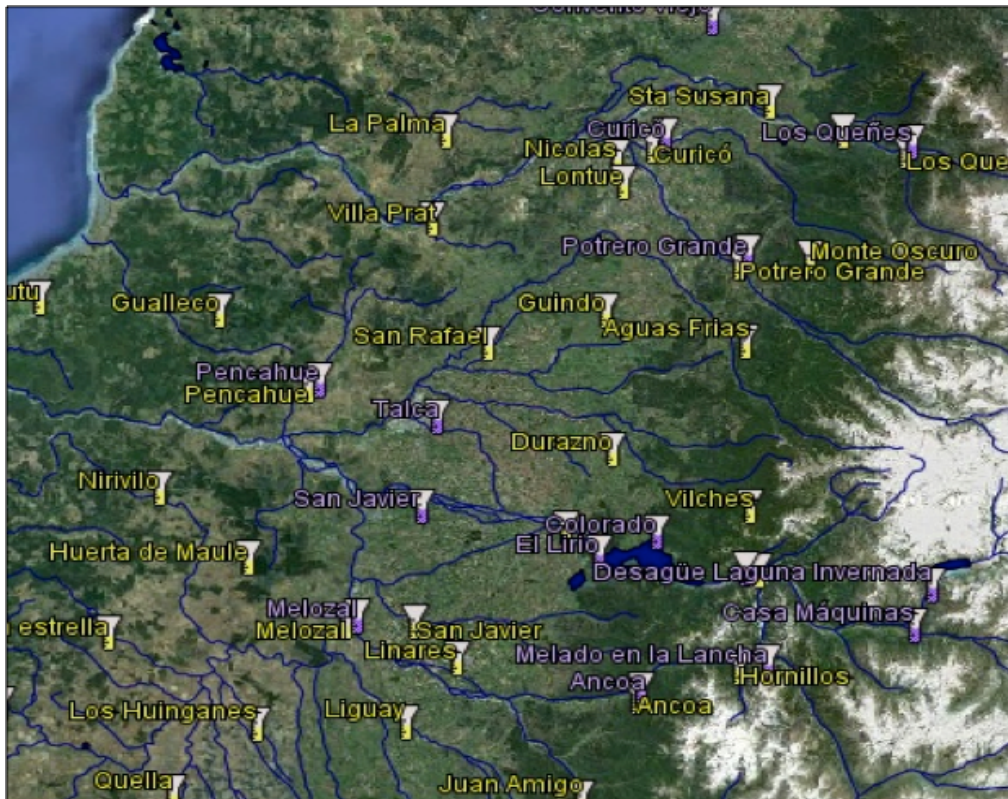 Convento Viejo
Sta Susana
La Palma
Curicó
Los Queñes
Nicolas
Curicó
Los Que
Lontue
Villa Prat
Potrero Grande
Monte Oscuro
Potrero Grande
utu
Gualleco
Guindo
San Rafael
Aguas Frias
Pencahue
Pencahue
Talca
Durazno
Nirivilo
San Javier
Vilches
Colorado
El Lirio
Huerta de Maule
Desagüe Laguna Invernada
Melozal
Casa Máquinas
estrella
Melozal
San Javier
Linares
Melado en la Lancha
Hornillos
Ancoa
Ancoa
Los Huinganes
Liguay
Quella
Juan Amigo